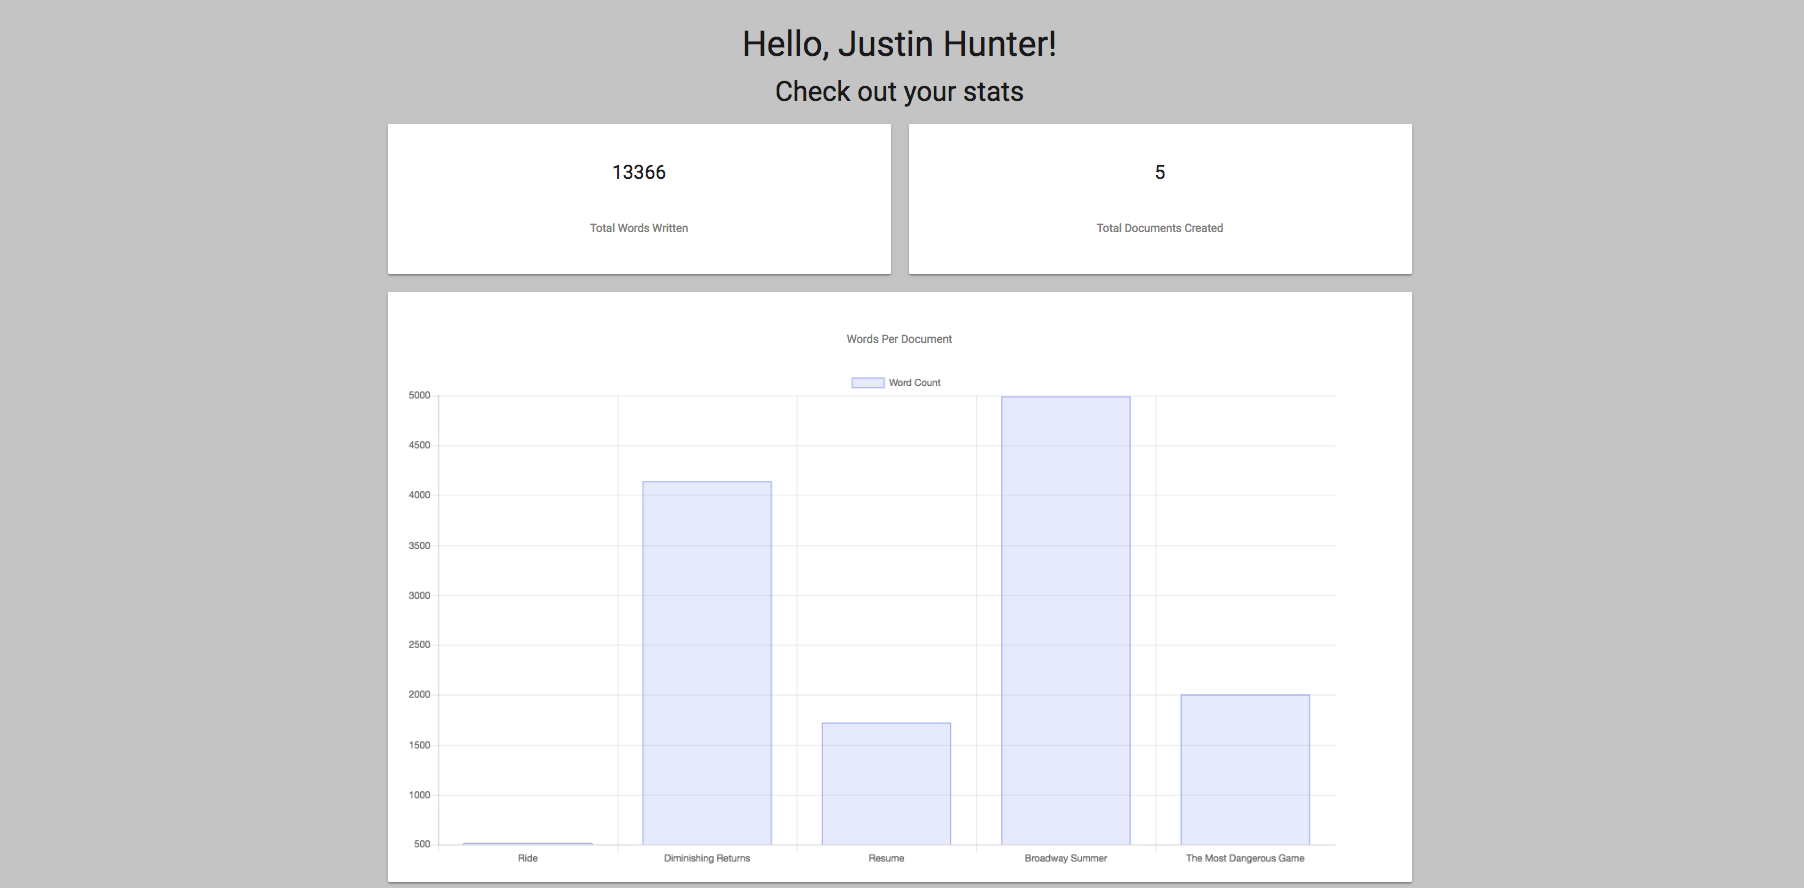 Hello, Justin Hunter!
Check out your stats
13366
Total Words Written
5
Total Documents Created
Words Per Document
Word Count
5000
4500
4000
3500
3000
2500
2000
1500
1000
500
Ride
Diminishing Returns
Resume
Broadway Summer
The Most Dangerous Game